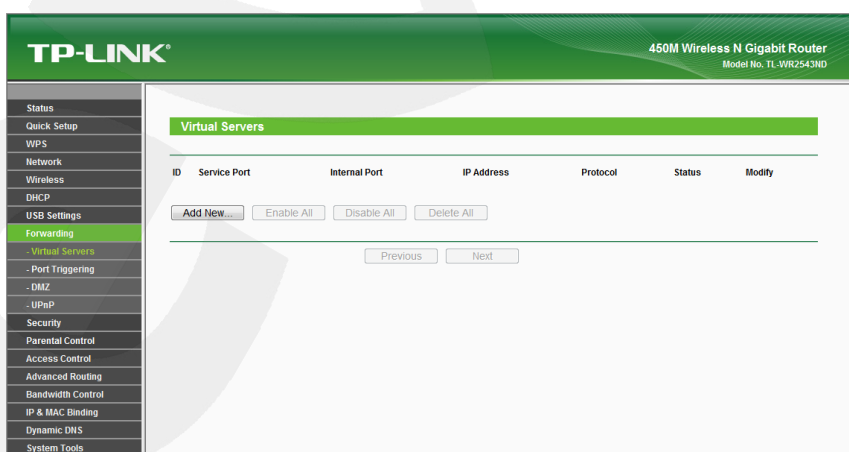 TP-LINK®
450M Wireless N Gigabit Router
Model No. TL-WR2543ND
Status
Quick Setup
WPS
Network
Wireless
DHCP
USB Settings
Forwarding
- Virtual Servers
- Port Triggering
- DMZ
- UPnP
Security
Parental Control
Access Control
Advanced Routing
Bandwidth Control
IP & MAC Binding
Dynamic DNS
System Tools
Virtual Servers
ID Service Port Internal Port IP Address Protocol Status Modify
Add New... Enable All Disable All Delete All
Previous Next